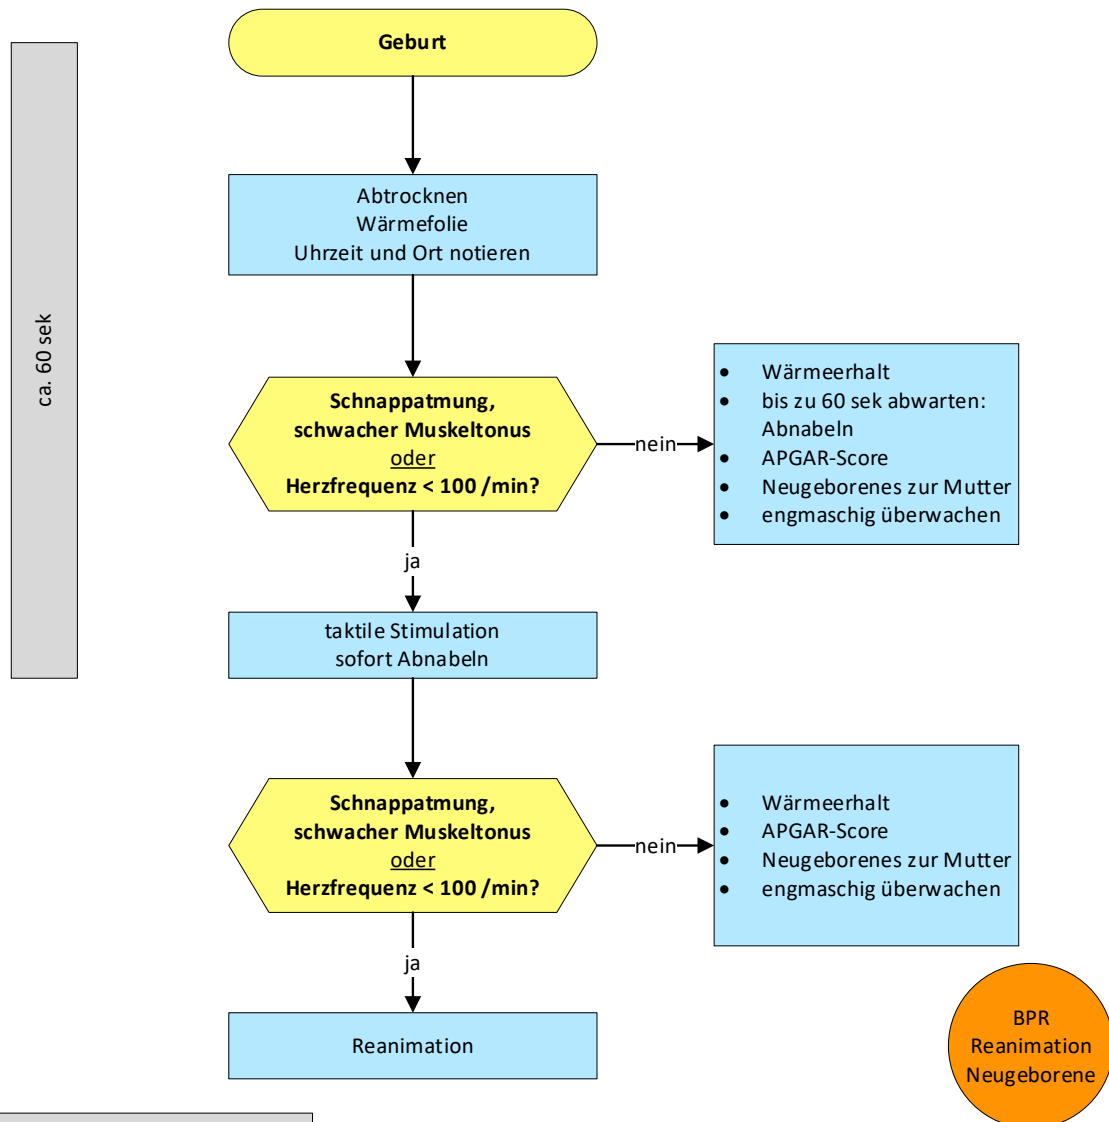 Geburt
ca. 60 sek
Abtrocknen
Wärmefolie
Uhrzeit und Ort notieren
Schnappatmung,
schwacher Muskeltonus
oder
Herzfrequenz < 100 /min?
nein
• Wärmeerhalt
• bis zu 60 sek abwarten:
Abnabeln
• APGAR-Score
• Neugeborenes zur Mutter
• engmaschig überwachen
ja
taktile Stimulation
sofort Abnabeln
Schnappatmung,
schwacher Muskeltonus
oder
Herzfrequenz < 100 /min?
nein
• Wärmeerhalt
• APGAR-Score
• Neugeborenes zur Mutter
• engmaschig überwachen
ja
Reanimation
BPR
Reanimation
Neugeborene